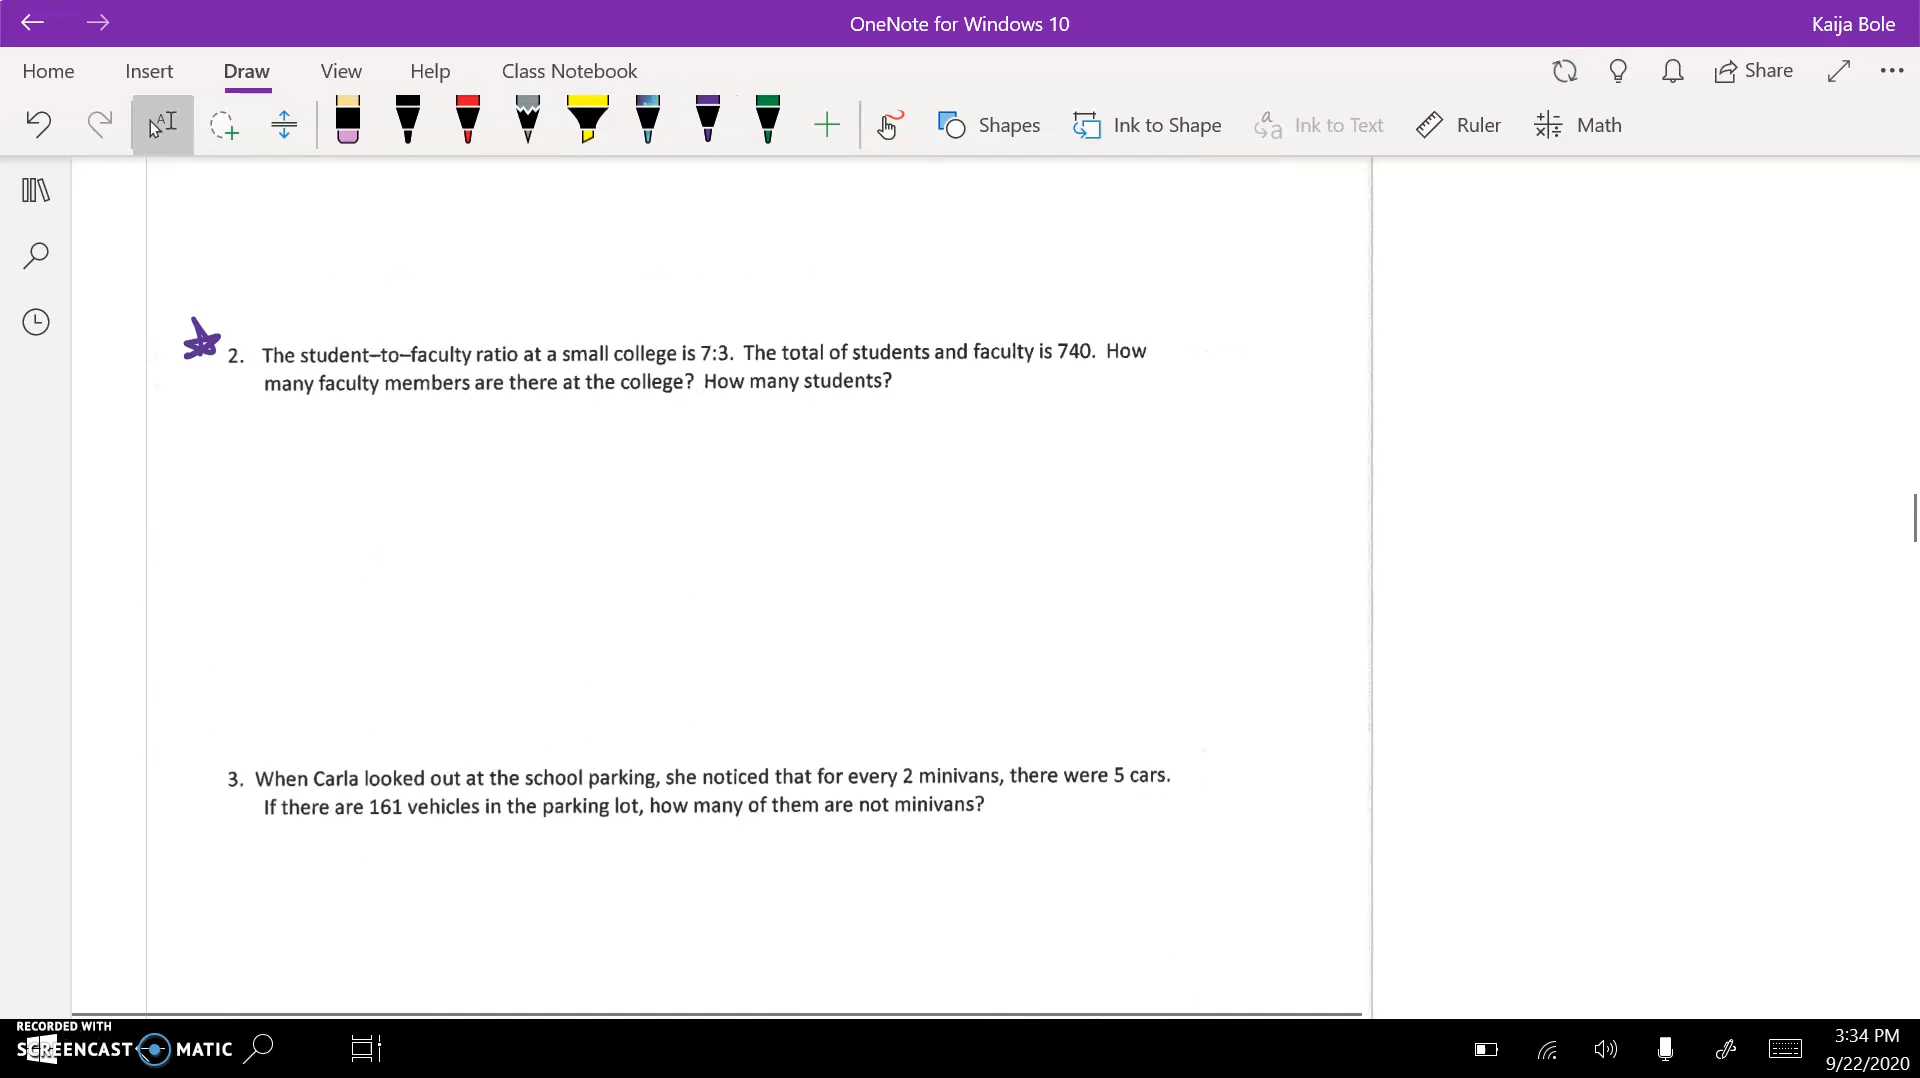 OneNote for Windows 10
Kaija Bole
Home Insert Draw View Help Class Notebook
Share
Shapes Ink to Shape Ink to Text Ruler Math
2. The student–to–faculty ratio at a small college is 7:3. The total of students and faculty is 740. How
many faculty members are there at the college? How many students?
3. When Carla looked out at the school parking, she noticed that for every 2 minivans, there were 5 cars.
If there are 161 vehicles in the parking lot, how many of them are not minivans?
RECORDED WITH
SCREENCAST MATIC
3:34 PM
9/22/2020